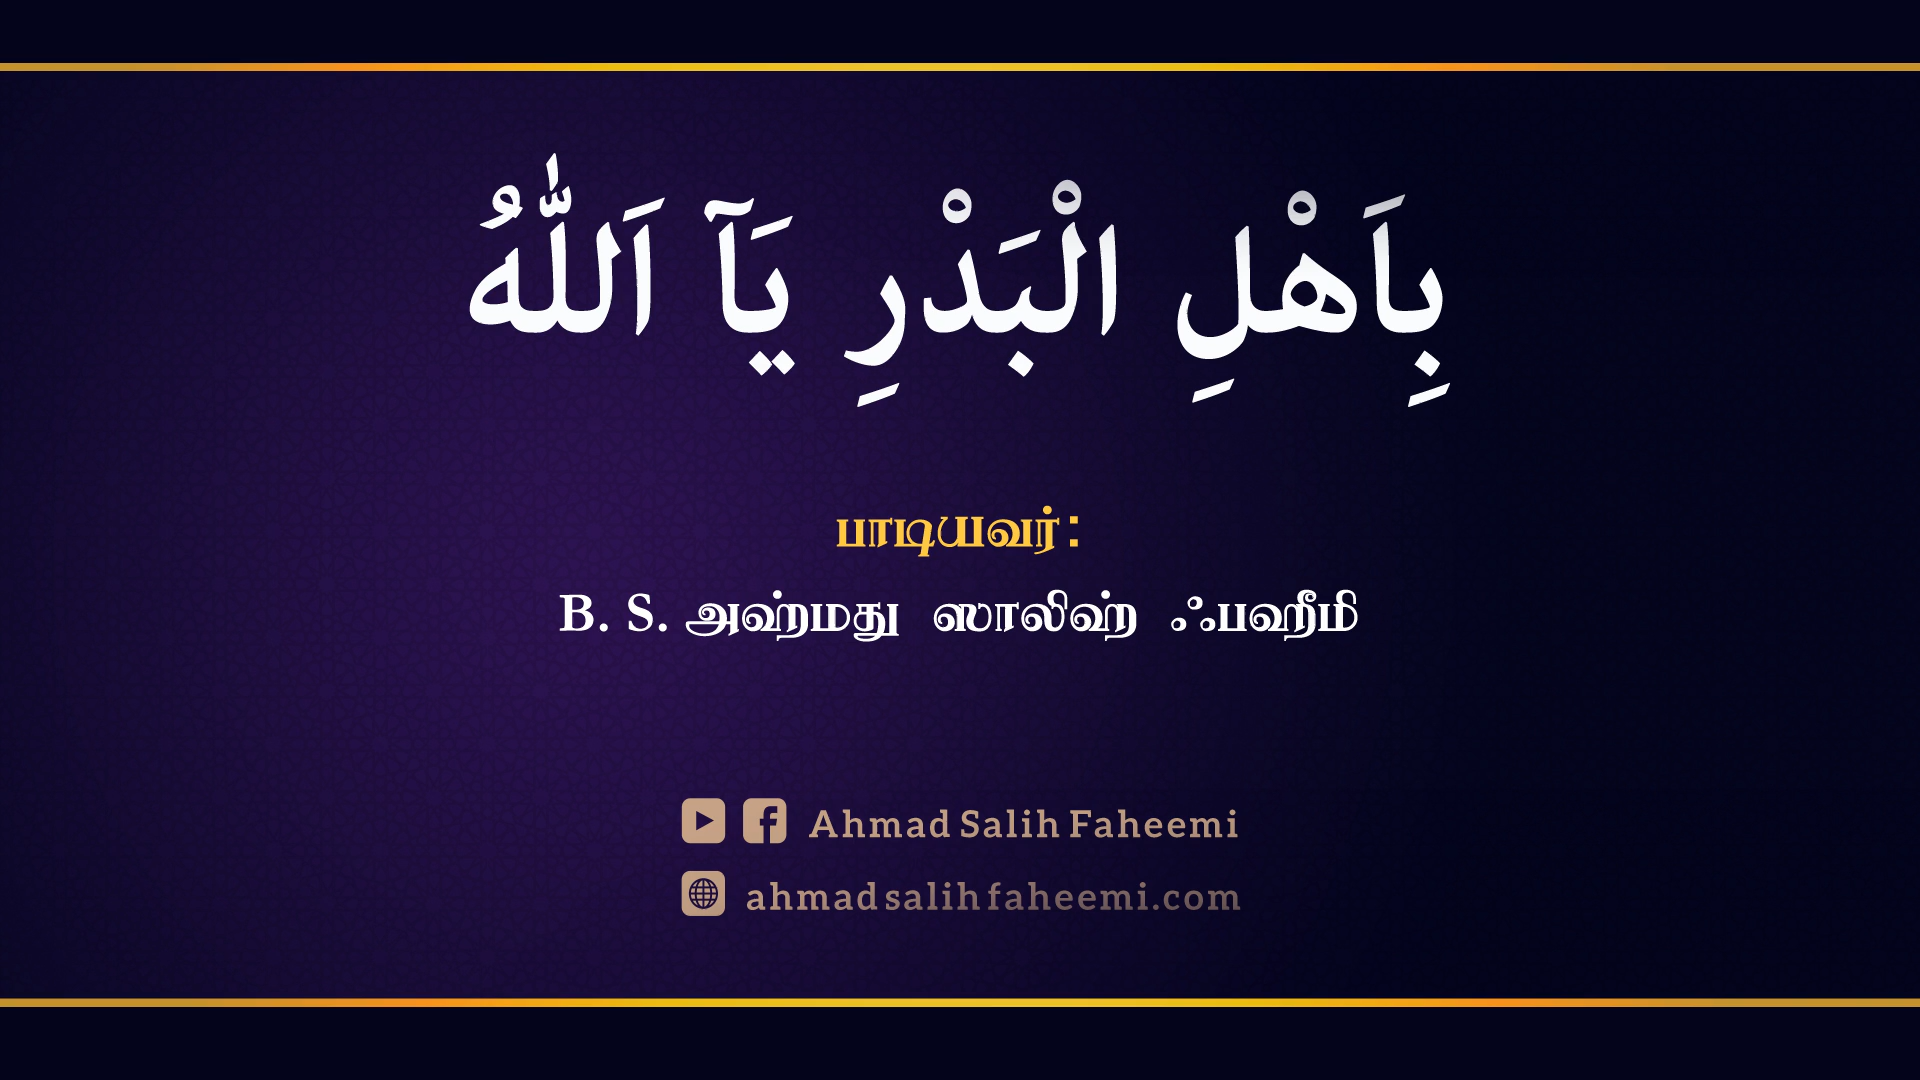 بِاَهْلِ الْبَدْرِ يَآ اَللّٰهُ
பாடியவர்:
B. S. அஹ்மது ஸாலிஹ் ஃபஹீமி
Ahmad Salih Faheemi
ahmadsalihfaheemi.com